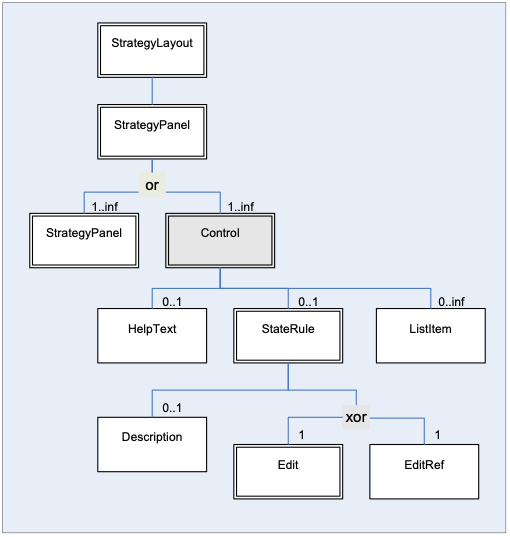 StrategyLayout
StrategyPanel
or
1..inf
1..inf
StrategyPanel
Control
0..1
0..1
0..inf
HelpText
StateRule
ListItem
0..1
xor
Description
1
1
Edit
EditRef